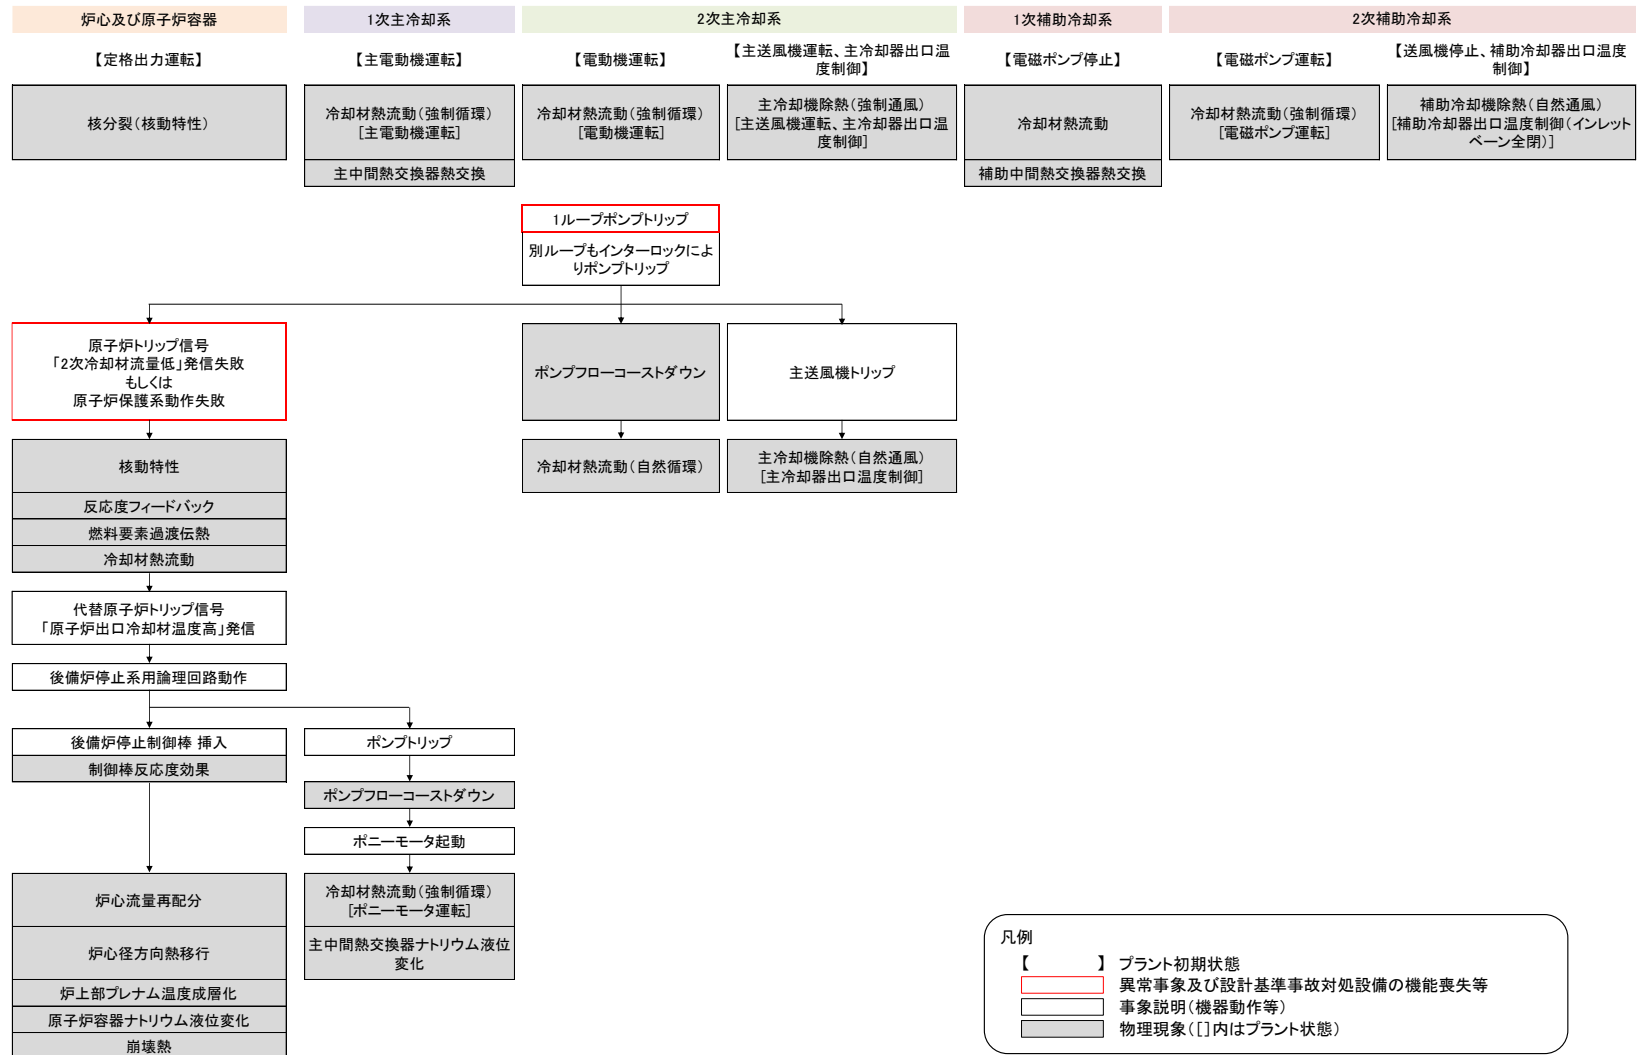 炉心及び原子炉容器
1次主冷却系
2次主冷却系
1次補助冷却系
2次補助冷却系
【定格出力運転】
【主電動機運転】
【電動機運転】
【主送風機運転、主冷却器出口温
度制御】
【電磁ポンプ停止】
【電磁ポンプ運転】
【送風機停止、補助冷却器出口温度
制御】
核分裂(核動特性)
冷却材熱流動(強制循環)
[主電動機運転]
冷却材熱流動(強制循環)
[電動機運転]
主冷却機除熱(強制通風)
[主送風機運転、主冷却器出口温
度制御]
冷却材熱流動
冷却材熱流動(強制循環)
[電磁ポンプ運転]
補助冷却機除熱(自然通風)
[補助冷却器出口温度制御(インレット
ベーン全閉)]
主中間熱交換器熱交換
補助中間熱交換器熱交換
1ループポンプトリップ
別ループもインターロックによ
りポンプトリップ
原子炉トリップ信号
「2次冷却材流量低」発信失敗
もしくは
原子炉保護系動作失敗
ポンプフローコーストダウン
主送風機トリップ
核動特性
反応度フィードバック
燃料要素過渡伝熱
冷却材熱流動
冷却材熱流動(自然循環)
主冷却機除熱(自然通風)
[主冷却器出口温度制御]
代替原子炉トリップ信号
「原子炉出口冷却材温度高」発信
後備炉停止系用論理回路動作
後備炉停止制御棒 挿入
制御棒反応度効果
ポンプトリップ
ポンプフローコーストダウン
ポニーモータ起動
炉心流量再配分
炉心径方向熱移行
炉上部プレナム温度成層化
原子炉容器ナトリウム液位変化
崩壊熱
冷却材熱流動(強制循環)
[ポニーモータ運転]
主中間熱交換器ナトリウム液位
変化
凡例
【 】 プラント初期状態
異常事象及び設計基準事故対処設備の機能喪失等
事象説明(機器動作等)
物理現象([]内はプラント状態)